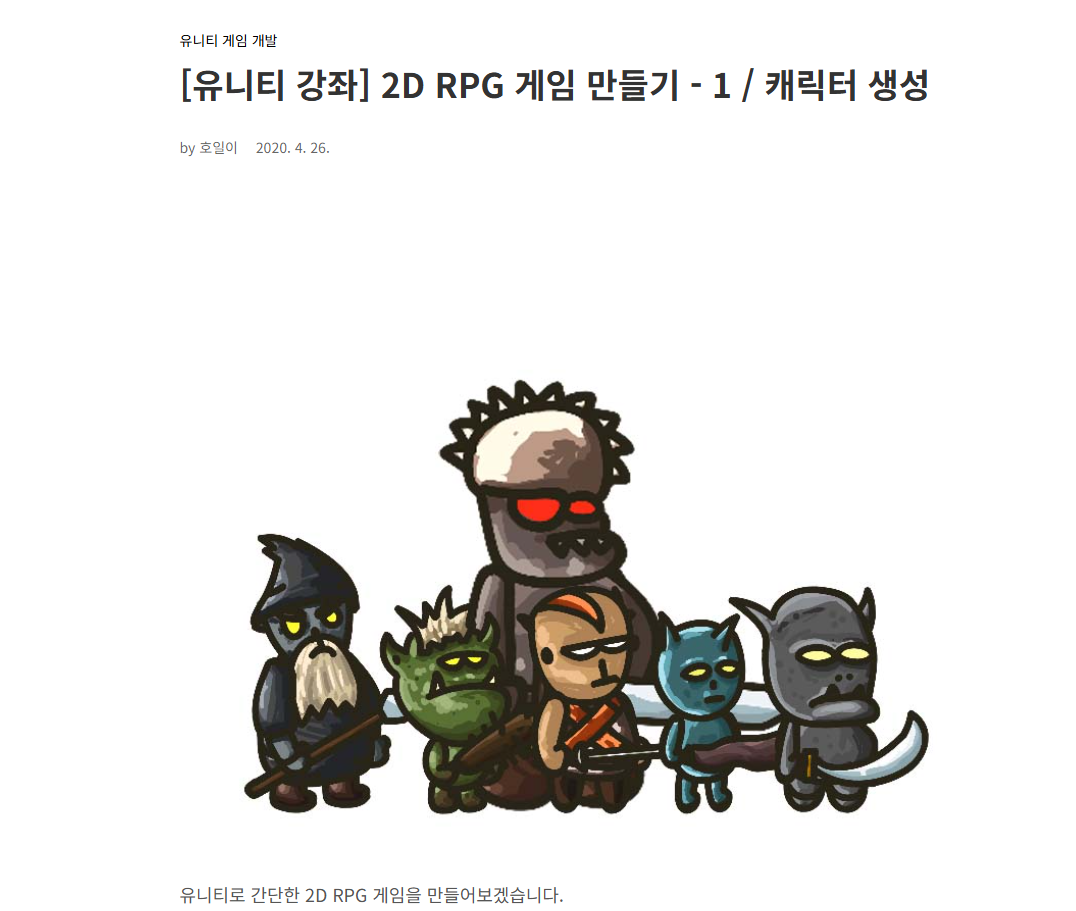 유니티 게임 개발
[유니티 강좌] 2D RPG 게임 만들기 - 1 / 캐릭터 생성
by 호일이 2020. 4. 26.
유니티로 간단한 2D RPG 게임을 만들어보겠습니다.